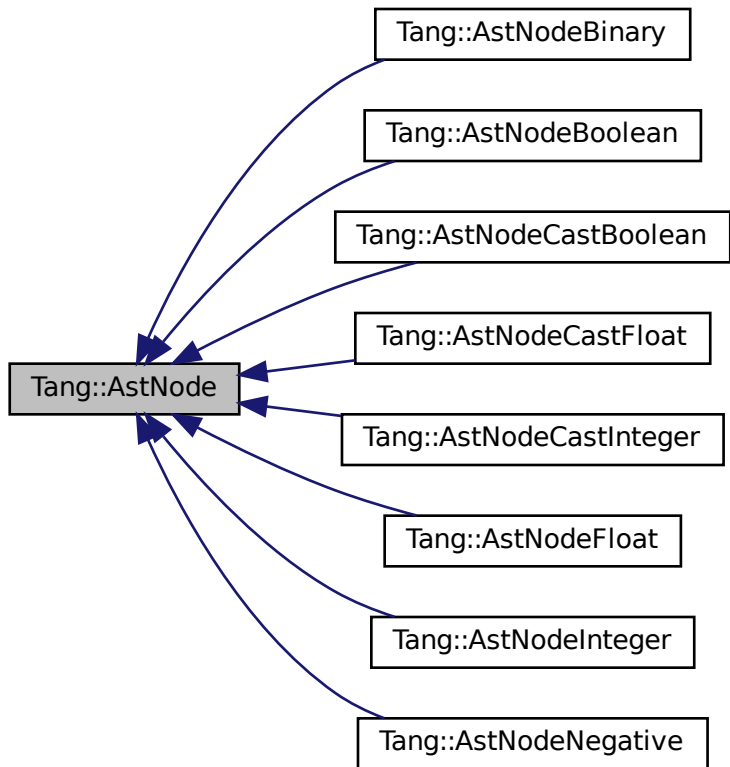 Tang::AstNodeBinary
Tang::AstNodeBoolean
Tang::AstNodeCastBoolean
Tang::AstNodeCastFloat
Tang::AstNode
Tang::AstNodeCastInteger
Tang::AstNodeFloat
Tang::AstNodeInteger
Tang::AstNodeNegative